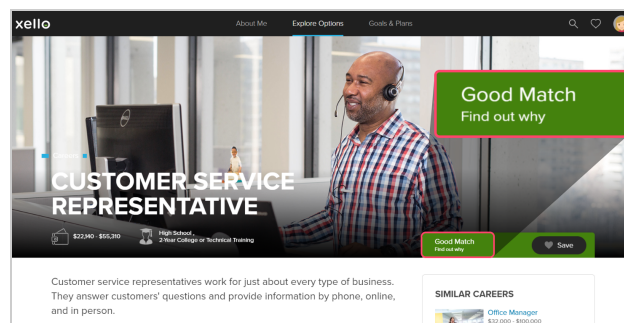 xello
About Me
Explore Options
Goals & Plans
Good Match
Find out why
CUSTOMER SERVICE
REPRESENTATIVE
$22,140 - $55,310
High School ,
2-Year College or Technical Training
Good Match
Find out why
Save
Customer service representatives work for just about every type of business.
They answer customers' questions and provide information by phone, online,
and in person.
SIMILAR CAREERS
Office Manager
$32,000 - $100,000